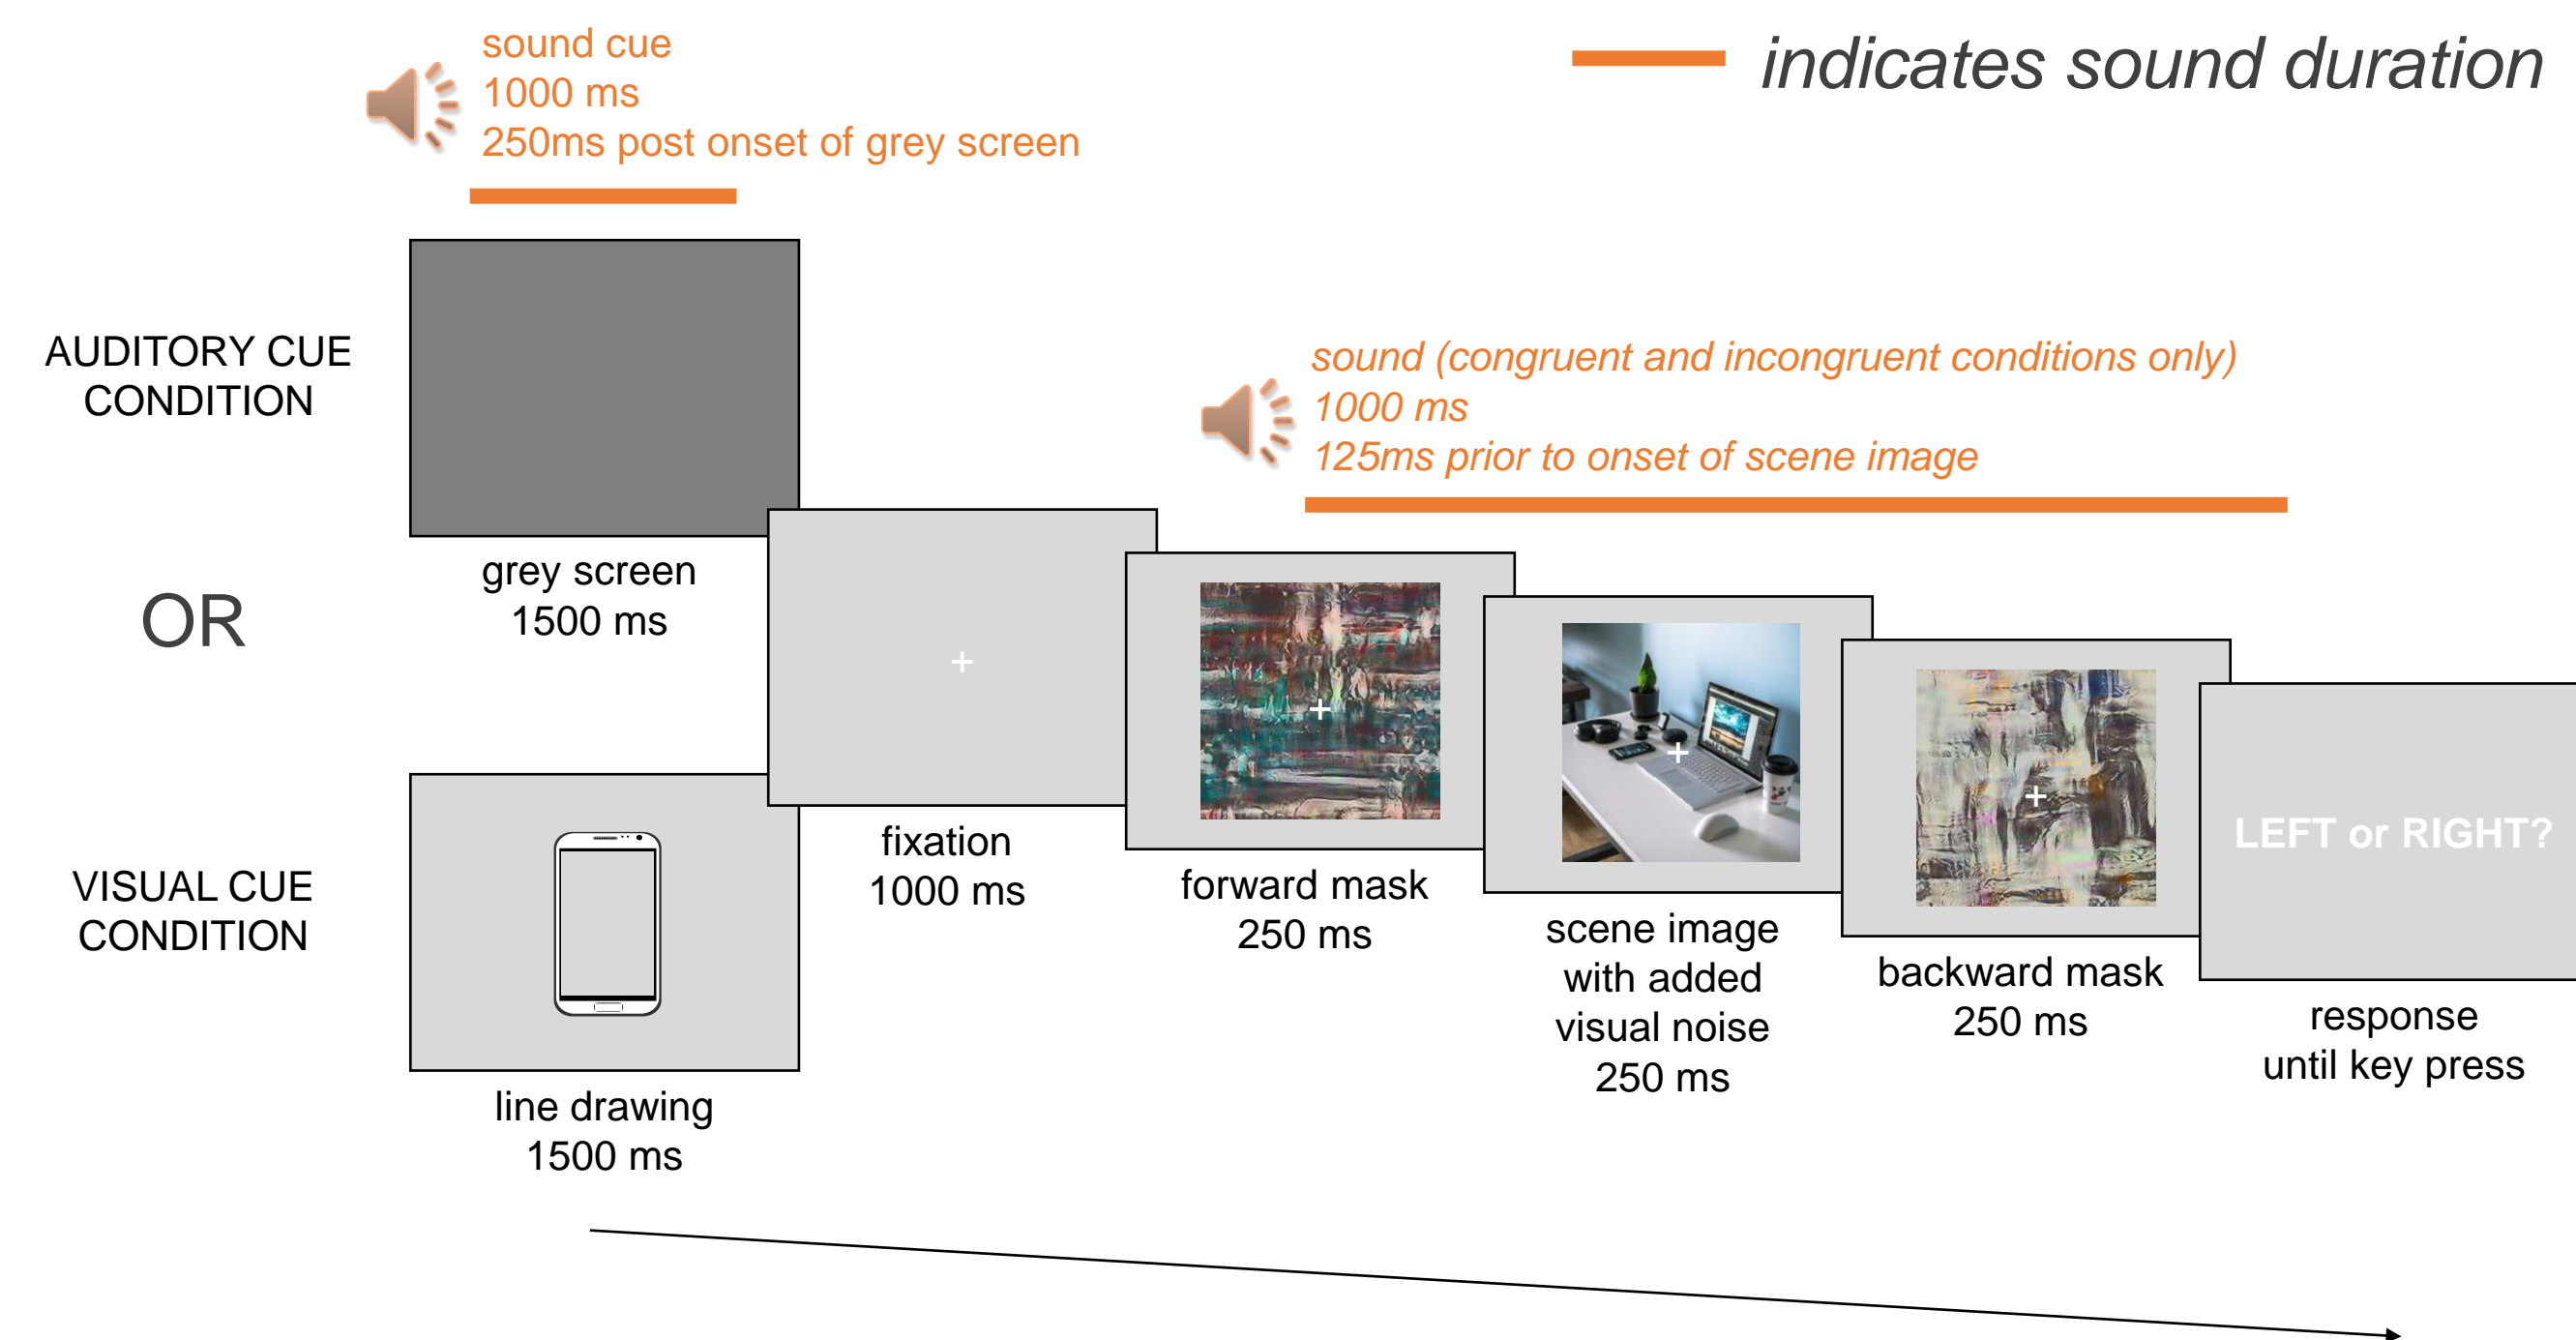 sound cue
1000 ms
250ms post onset of grey screen
indicates sound duration
AUDITORY CUE
CONDITION
sound (congruent and incongruent conditions only)
1000 ms
125ms prior to onset of scene image
grey screen
1500 ms
OR
VISUAL CUE
CONDITION
line drawing
1500 ms
fixation
1000 ms
forward mask
250 ms
scene image
with added
visual noise
250 ms
backward mask
250 ms
LEFT or RIGHT?
response
until key press